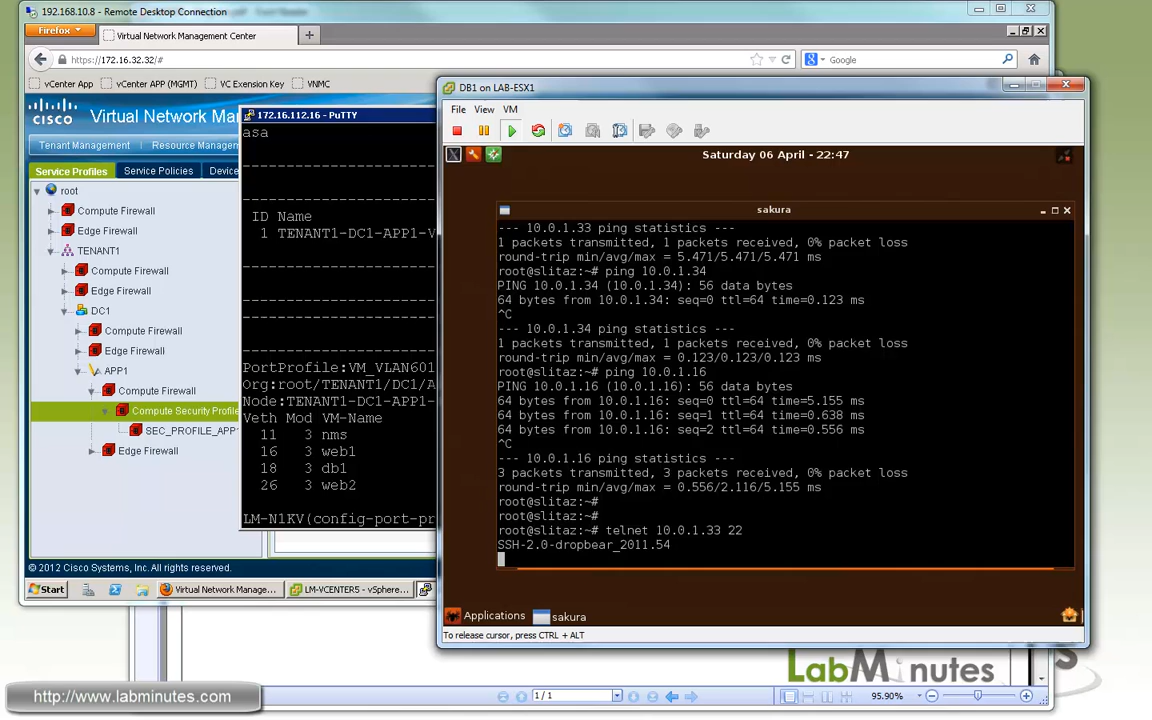 192.168.10.8 - Remote Desktop Connection
Firefox
Virtual Network Management Center
https://172.16.32.32/#
Google
vCenter App
vCenter APP (MGMT)
VC Extension Key
VNMC
CISCO
Virtual Network Ma
Tenant Management
Resource Managem
Service Profiles
Service Policies
Device
root
Compute Firewall
Edge Firewall
TENANT1
Compute Firewall
Edge Firewall
DC1
Compute Firewall
Edge Firewall
APP1
Compute Firewall
Compute Security Profile
SEC_PROFILE_APP1
Edge Firewall
© 2012 Cisco Systems, Inc. All rights reserved.
Start
Virtual Network Manage...
LM-VCENTER5 - vSphere...
172.16.112.16 - PuTTY
asa
ID Name
1 TENANT1-DC1-APP1-V
PortProfile:VM_VLAN601
Org:root/TENANT1/DC1/A
Node:TENANT1-DC1-APP1-
Veth Mod VM-Name
11 3 nms
16 3 web1
18 3 db1
26 3 web2
LM-N1KV(config-port-pr
DB1 on LAB-ESX1
File View VM
Saturday 06 April - 22:47
sakura
--- 10.0.1.33 ping statistics ---
1 packets transmitted, 1 packets received, 0% packet loss
round-trip min/avg/max = 5.471/5.471/5.471 ms
root@slitaz:~# ping 10.0.1.34
PING 10.0.1.34 (10.0.1.34): 56 data bytes
64 bytes from 10.0.1.34: seq=0 ttl=64 time=0.123 ms
^C
--- 10.0.1.34 ping statistics ---
1 packets transmitted, 1 packets received, 0% packet loss
round-trip min/avg/max = 0.123/0.123/0.123 ms
root@slitaz:~# ping 10.0.1.16
PING 10.0.1.16 (10.0.1.16): 56 data bytes
64 bytes from 10.0.1.16: seq=0 ttl=64 time=5.155 ms
64 bytes from 10.0.1.16: seq=1 ttl=64 time=0.638 ms
64 bytes from 10.0.1.16: seq=2 ttl=64 time=0.556 ms
^C
--- 10.0.1.16 ping statistics ---
3 packets transmitted, 3 packets received, 0% packet loss
round-trip min/avg/max = 0.556/2.116/5.155 ms
root@slitaz:~#
root@slitaz:~#
root@slitaz:~# telnet 10.0.1.33 22
SSH-2.0-dropbear_2011.54
Applications
sakura
To release cursor, press CTRL + ALT
LabMinutes
http://www.labminutes.com
1 / 1
95.90%